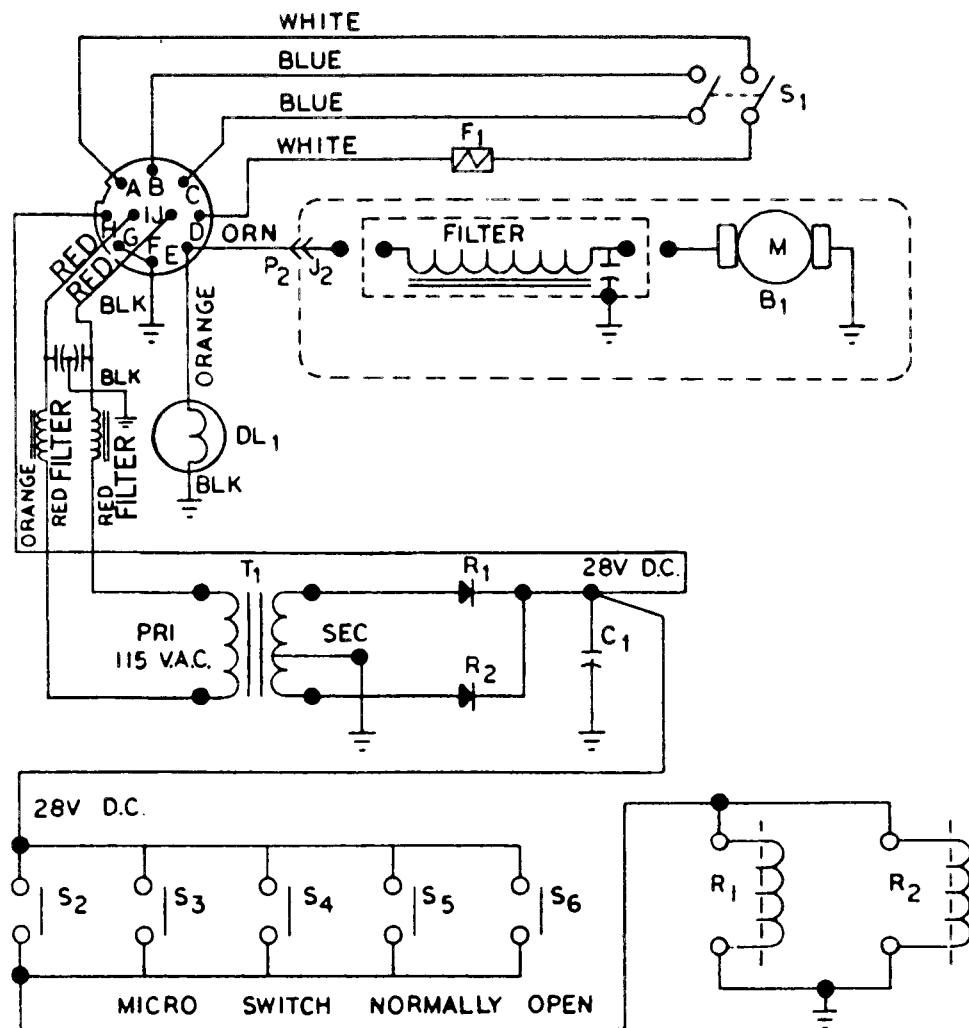 WHITE
BLUE
BLUE
S1
F1
WHITE
A B C
H I J D
G F E
ORN
P2 J2
FILTER
M
B1
RED
RED
BLK
ORANGE
BLK
DL1
BLK
ORANGE
RED
FILTER
RED
FILTER
T1
R1
28V D.C.
PRI
115 V.A.C.
SEC
C1
R2
28V D.C.
S2 S3 S4 S5 S6
R1 R2
MICRO SWITCH NORMALLY OPEN